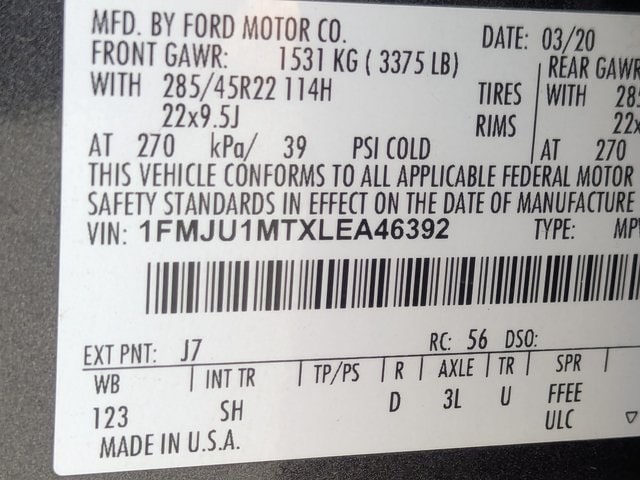 MFD. BY FORD MOTOR CO.
DATE: 03/20
FRONT GAWR: 1531 KG ( 3375 LB)
REAR GAWR
WITH 285/45R22 114H TIRES
WITH
22x9.5J RIMS
AT 270 kPa/ 39 PSI COLD
AT 270
THIS VEHICLE CONFORMS TO ALL APPLICABLE FEDERAL MOTOR
SAFETY STANDARDS IN EFFECT ON THE DATE OF MANUFACTURE
VIN: 1FMJU1MTXLEA46392
TYPE: MPV
EXT PNT: J7
RC: 56 DSO:
WB INT TR TP/PS R AXLE TR SPR
123 SH D 3L U FFEE
ULC
MADE IN U.S.A.